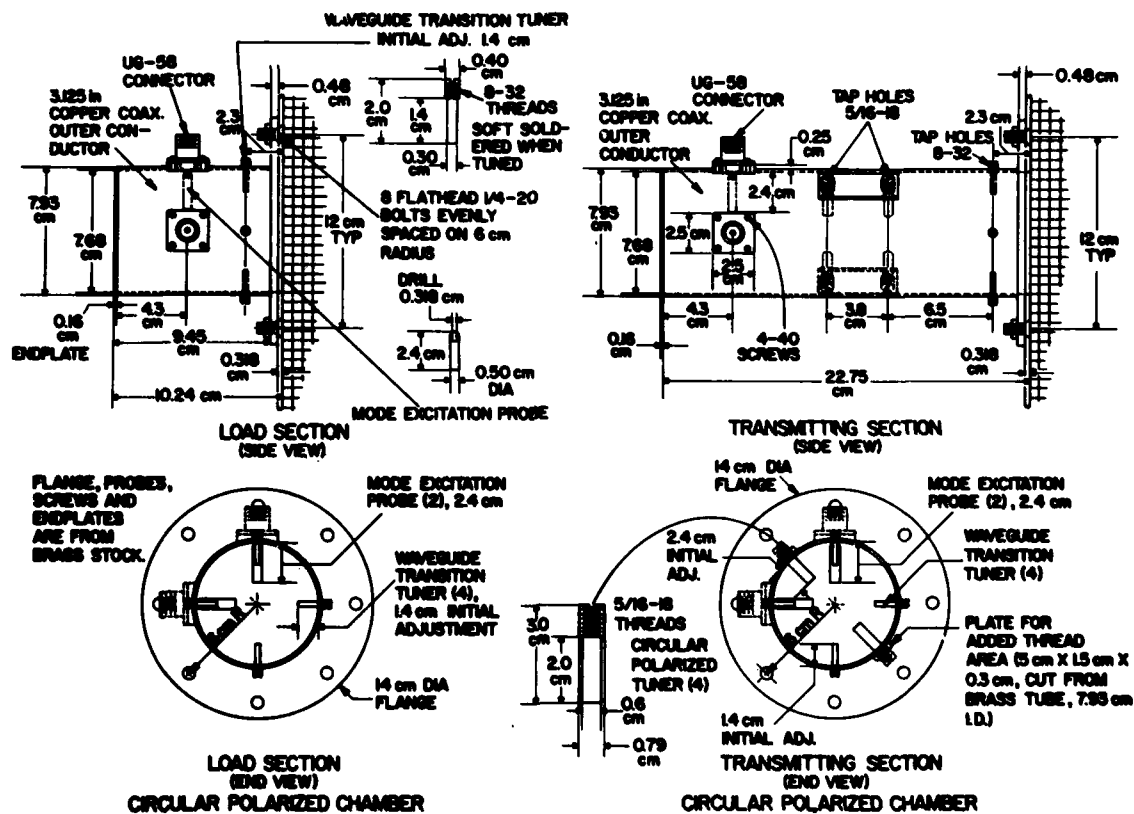 WAVEGUIDE TRANSITION TUNER
INITIAL ADJ. 1.4 cm
UG-58
CONNECTOR
3.125 in
COPPER COAX.
OUTER CON-
DUCTOR
0.48
cm
2.3
cm
0.40
cm
2.0
cm
1.4
cm
8-32
THREADS
SOFT SOLD-
ERED WHEN
TUNED
0.30
cm
7.93
cm
7.68
cm
12 cm
TYP
8 FLATHEAD 1/4-20
BOLTS EVENLY
SPACED ON 6 cm
RADIUS
DRILL
0.318 cm
2.4 cm
0.50 cm
DIA
0.16
cm
ENDPLATE
4.3
cm
9.45
cm
0.318
cm
10.24 cm
MODE EXCITATION PROBE
LOAD SECTION
(SIDE VIEW)
3.125 in
COPPER COAX.
OUTER
CONDUCTOR
UG-58
CONNECTOR
TAP HOLES
5/16-18
0.25
cm
TAP HOLES
8-32
0.48 cm
2.3
cm
7.93
cm
7.68
cm
2.4 cm
2.5 cm
2.5
cm
12 cm
TYP
0.16
cm
4.3
cm
4-40
SCREWS
3.8
cm
6.5
cm
0.318
cm
22.75
cm
TRANSMITTING SECTION
(SIDE VIEW)
FLANGE, PROBES,
SCREWS AND
ENDPLATES
ARE FROM
BRASS STOCK.
MODE EXCITATION
PROBE (2), 2.4 cm
WAVEGUIDE
TRANSITION
TUNER (4),
1.4 cm INITIAL
ADJUSTMENT
6 cm R
14 cm DIA
FLANGE
LOAD SECTION
(END VIEW)
CIRCULAR POLARIZED CHAMBER
14 cm DIA
FLANGE
2.4 cm
INITIAL
ADJ.
MODE EXCITATION
PROBE (2), 2.4 cm
WAVEGUIDE
TRANSITION
TUNER (4)
6 cm R
PLATE FOR
ADDED THREAD
AREA (5 cm X 1.5 cm X
0.3 cm, CUT FROM
BRASS TUBE, 7.93 cm
I.D.)
5/16-18
THREADS
CIRCULAR
POLARIZED
TUNER (4)
3.0
cm
2.0
cm
0.6
cm
0.79
cm
1.4 cm
INITIAL ADJ.
TRANSMITTING SECTION
(END VIEW)
CIRCULAR POLARIZED CHAMBER